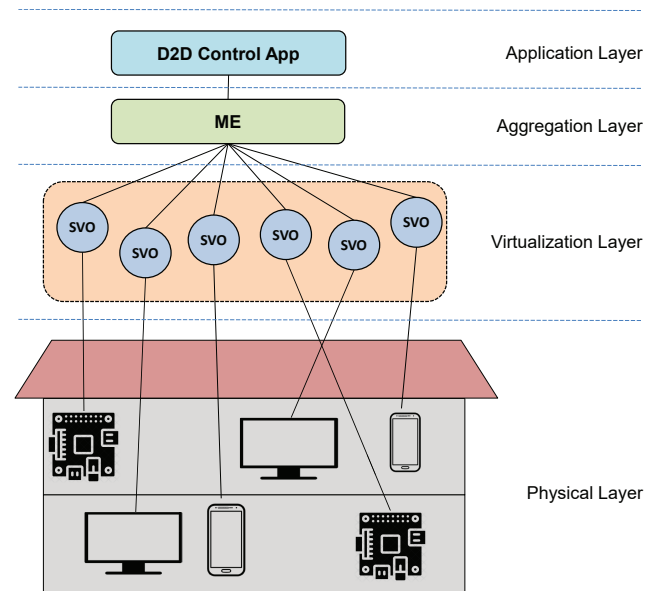 D2D Control App
Application Layer
ME
Aggregation Layer
SVO
SVO
SVO
SVO
SVO
SVO
Virtualization Layer
Physical Layer